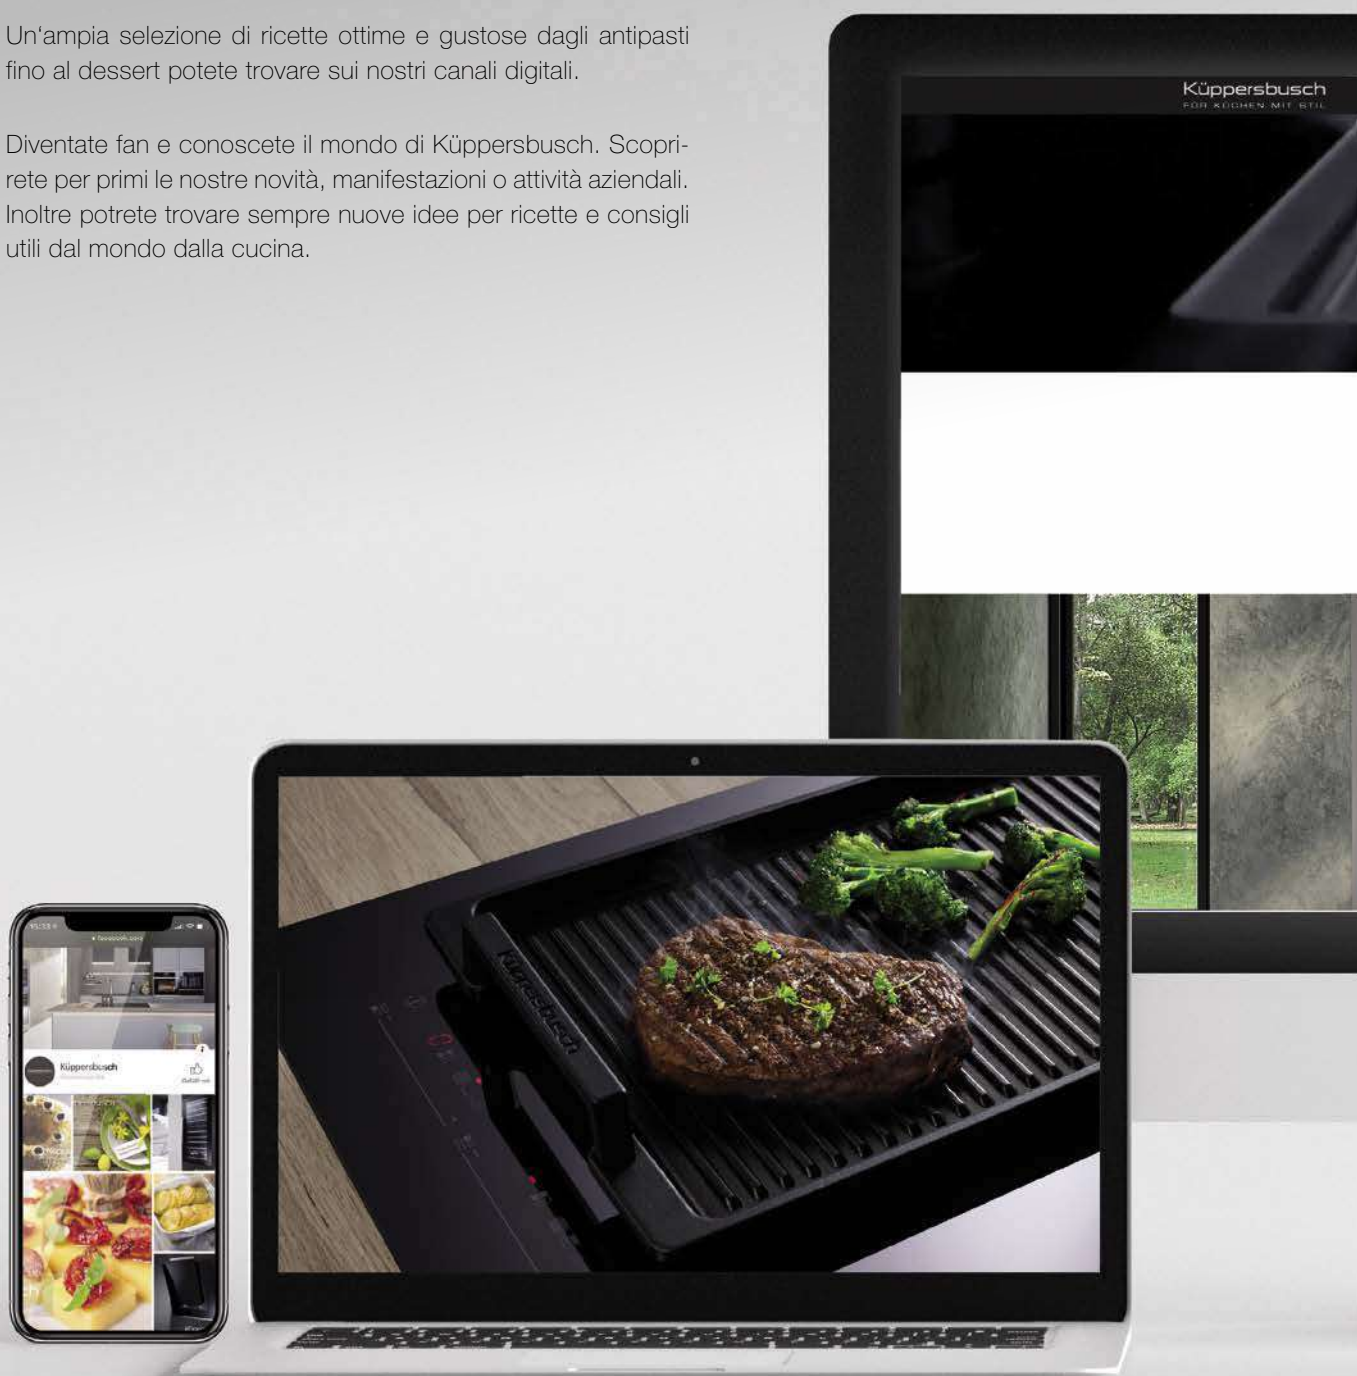 Un'ampia selezione di ricette ottime e gustose dagli antipasti
fino al dessert potete trovare sui nostri canali digitali.
Diventate fan e conoscete il mondo di Küppersbusch. Scopri-
rete per primi le nostre novità, manifestazioni o attività aziendali.
Inoltre potrete trovare sempre nuove idee per ricette e consigli
utili dal mondo dalla cucina.
Küppersbusch
FÜR KÜCHEN MIT STIL
Küppersbusch
facebook.com
Küppersbusch